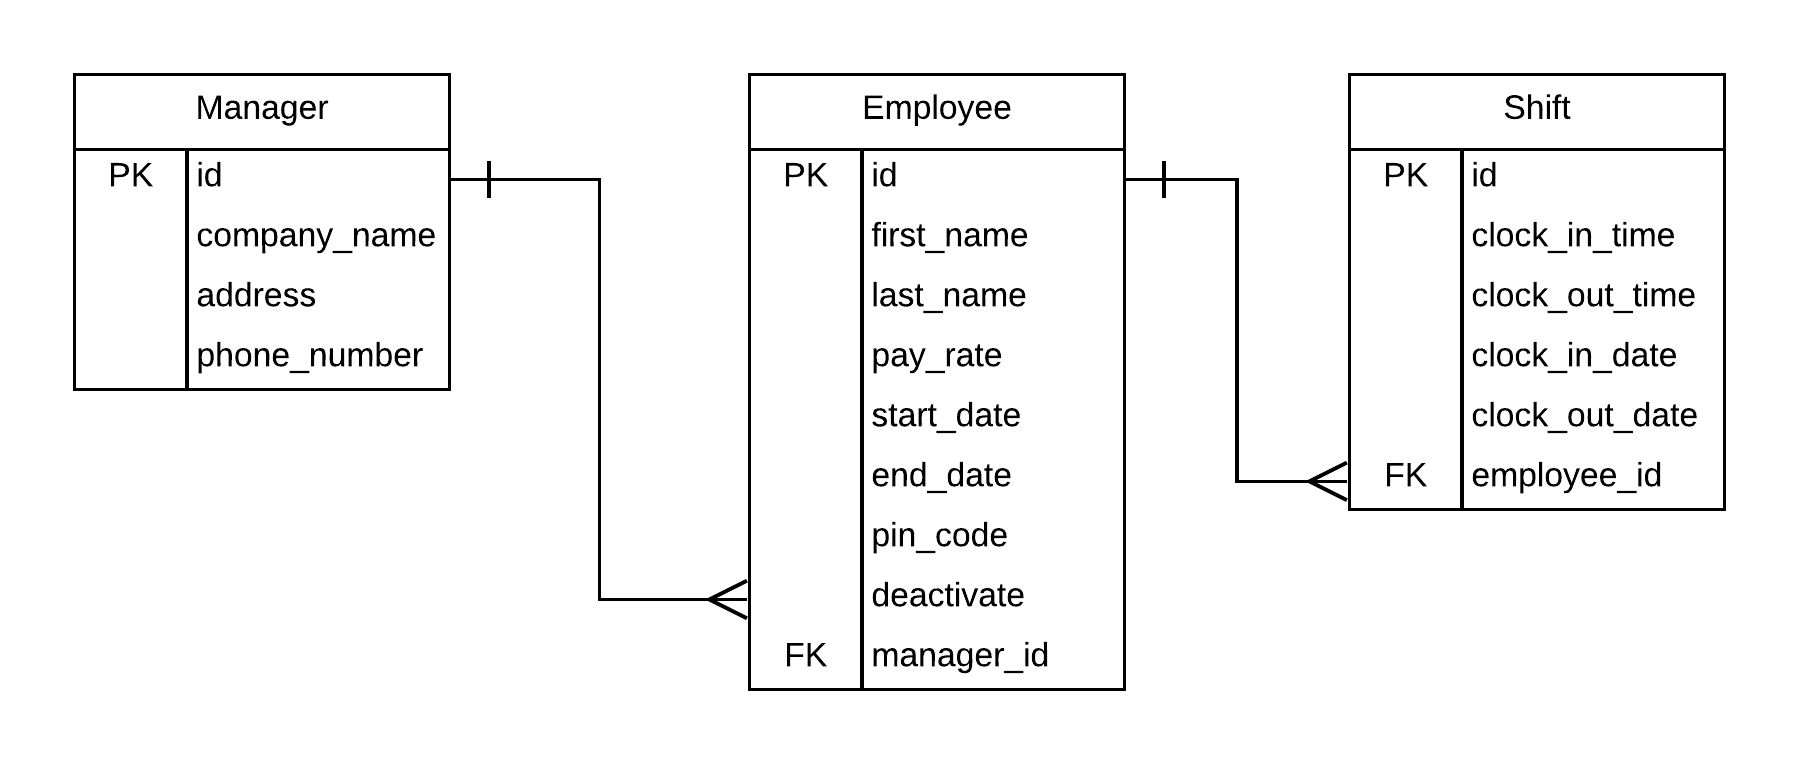 Manager
PK id
company_name
address
phone_number
Employee
PK id
first_name
last_name
pay_rate
start_date
end_date
pin_code
deactivate
FK manager_id
Shift
PK id
clock_in_time
clock_out_time
clock_in_date
clock_out_date
FK employee_id